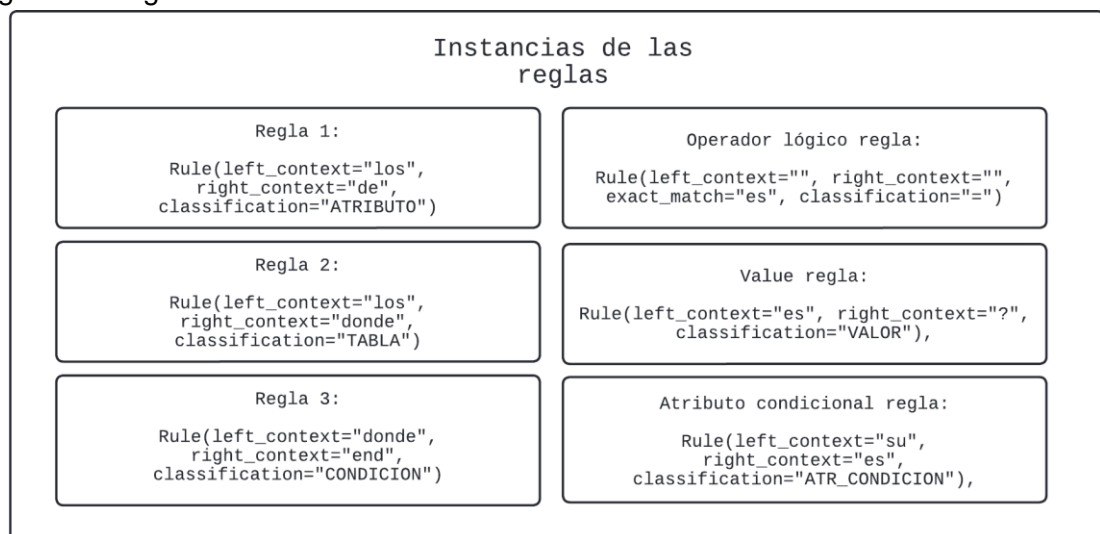 Instancias de las
reglas
Regla 1:
Rule(left_context="los",
right_context="de",
classification="ATRIBUTO")
Operador lógico regla:
Rule(left_context="", right_context="",
exact_match="es", classification="=")
Regla 2:
Rule(left_context="los",
right_context="donde",
classification="TABLA")
Value regla:
Rule(left_context="es", right_context="?",
classification="VALOR"),
Regla 3:
Rule(left_context="donde",
right_context="end",
classification="CONDICION")
Atributo condicional regla:
Rule(left_context="su",
right_context="es",
classification="ATR_CONDICION"),